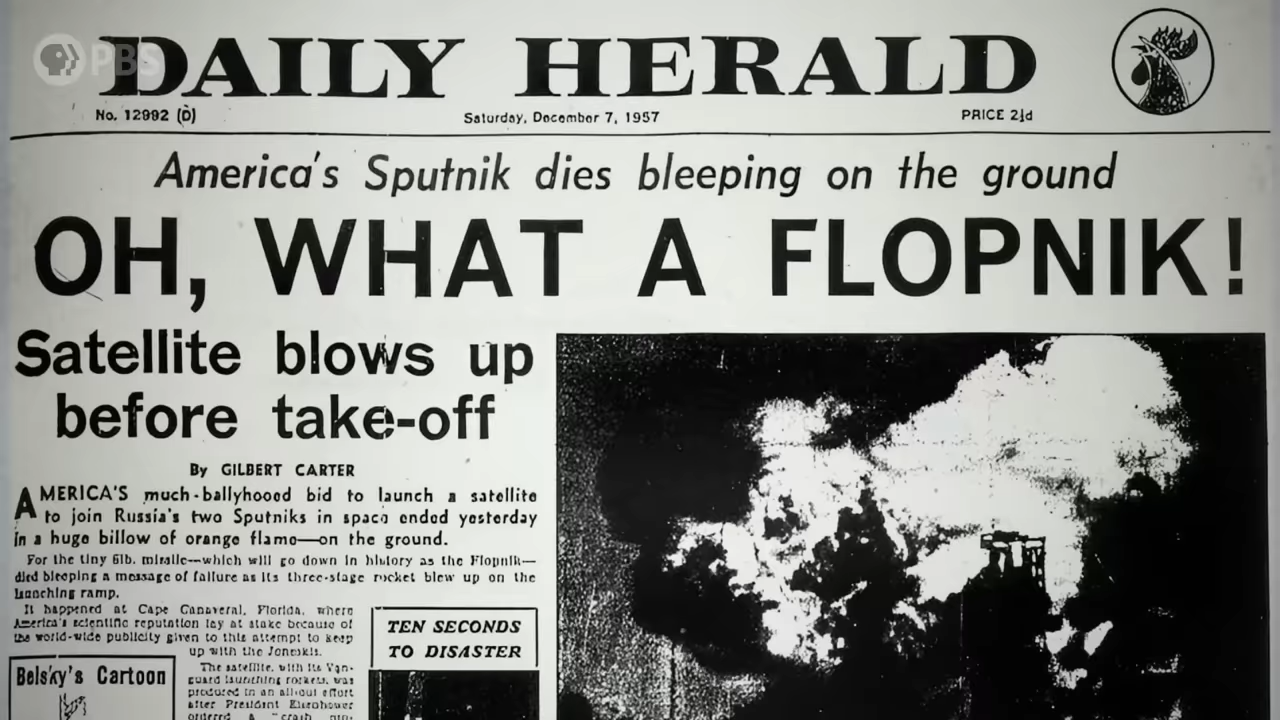 PBS
DAILY HERALD
No. 12992 (D)
Saturday, December 7, 1957
PRICE 2½d
America's Sputnik dies bleeping on the ground
OH, WHAT A FLOPNIK!
Satellite blows up
before take-off
By GILBERT CARTER
AMERICA'S much-ballyhooed bid to launch a satellite
to join Russia's two Sputniks in space ended yesterday
in a huge billow of orange flame—on the ground.
For the tiny 6lb. missile—which will go down in history as the Flopnik—
died bleeping a message of failure as its three-stage rocket blew up on the
launching ramp.
It happened at Cape Canaveral, Florida, where
America's scientific reputation lay at stake because of
the world-wide publicity given to this attempt to keep
up with the Joneskis.
The satellite, with its Van-
guard launching rockets, was
produced in an all-out effort
after President Eisenhower
ordered a "crash
TEN SECONDS
TO DISASTER
Belsky's Cartoon